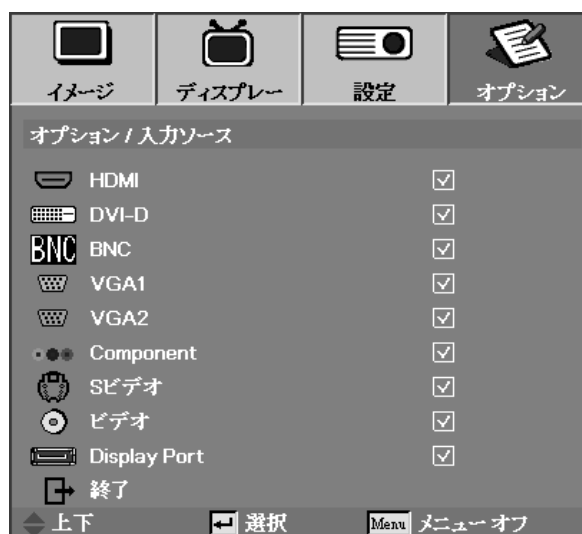 イメージ ディスプレー 設定 オプション
オプション / 入力ソース
HDMI
DVI-D
BNC BNC
VGA1
VGA2
Component
Sビデオ
ビデオ
Display Port
終了
上下 選択 Menu メニューオフ